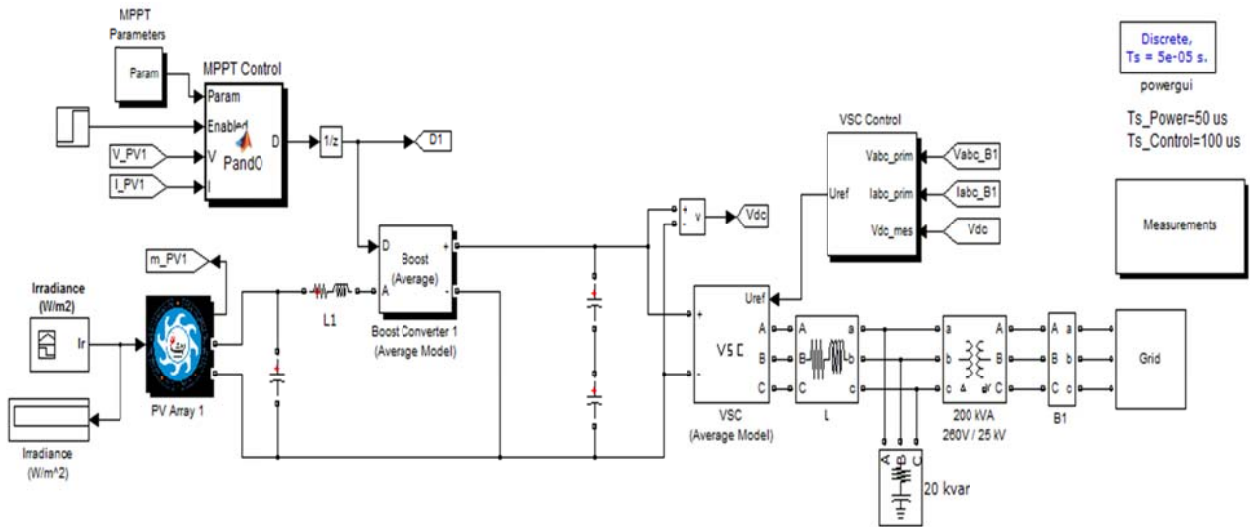 MPPT
Parameters
Param
MPPT Control
Param
Enabled
V
I
D
PandO
V_PV1
I_PV1
1/z
D1
Discrete,
Ts = 5e-05 s.
powergui
Ts_Power=50 us
Ts_Control=100 us
VSC Control
Vabc_prim
Iabc_prim
Vdc_mes
Uref
Vabc_B1
Iabc_B1
Vdc
Measurements
+
-
v
Vdc
m_PV1
Irradiance
(W/m2)
Ir
PV Array 1
Irradiance
(W/m^2)
L1
D
A
+
-
Boost
(Average)
Boost Converter 1
(Average Model)
Uref
+
-
VSC
A
B
C
VSC
(Average Model)
A
B
C
a
b
c
L
a
b
c
A
B
C
Δ
200 kVA
260V / 25 kV
A
B
C
a
b
c
B1
Grid
A
B
C
20 kvar